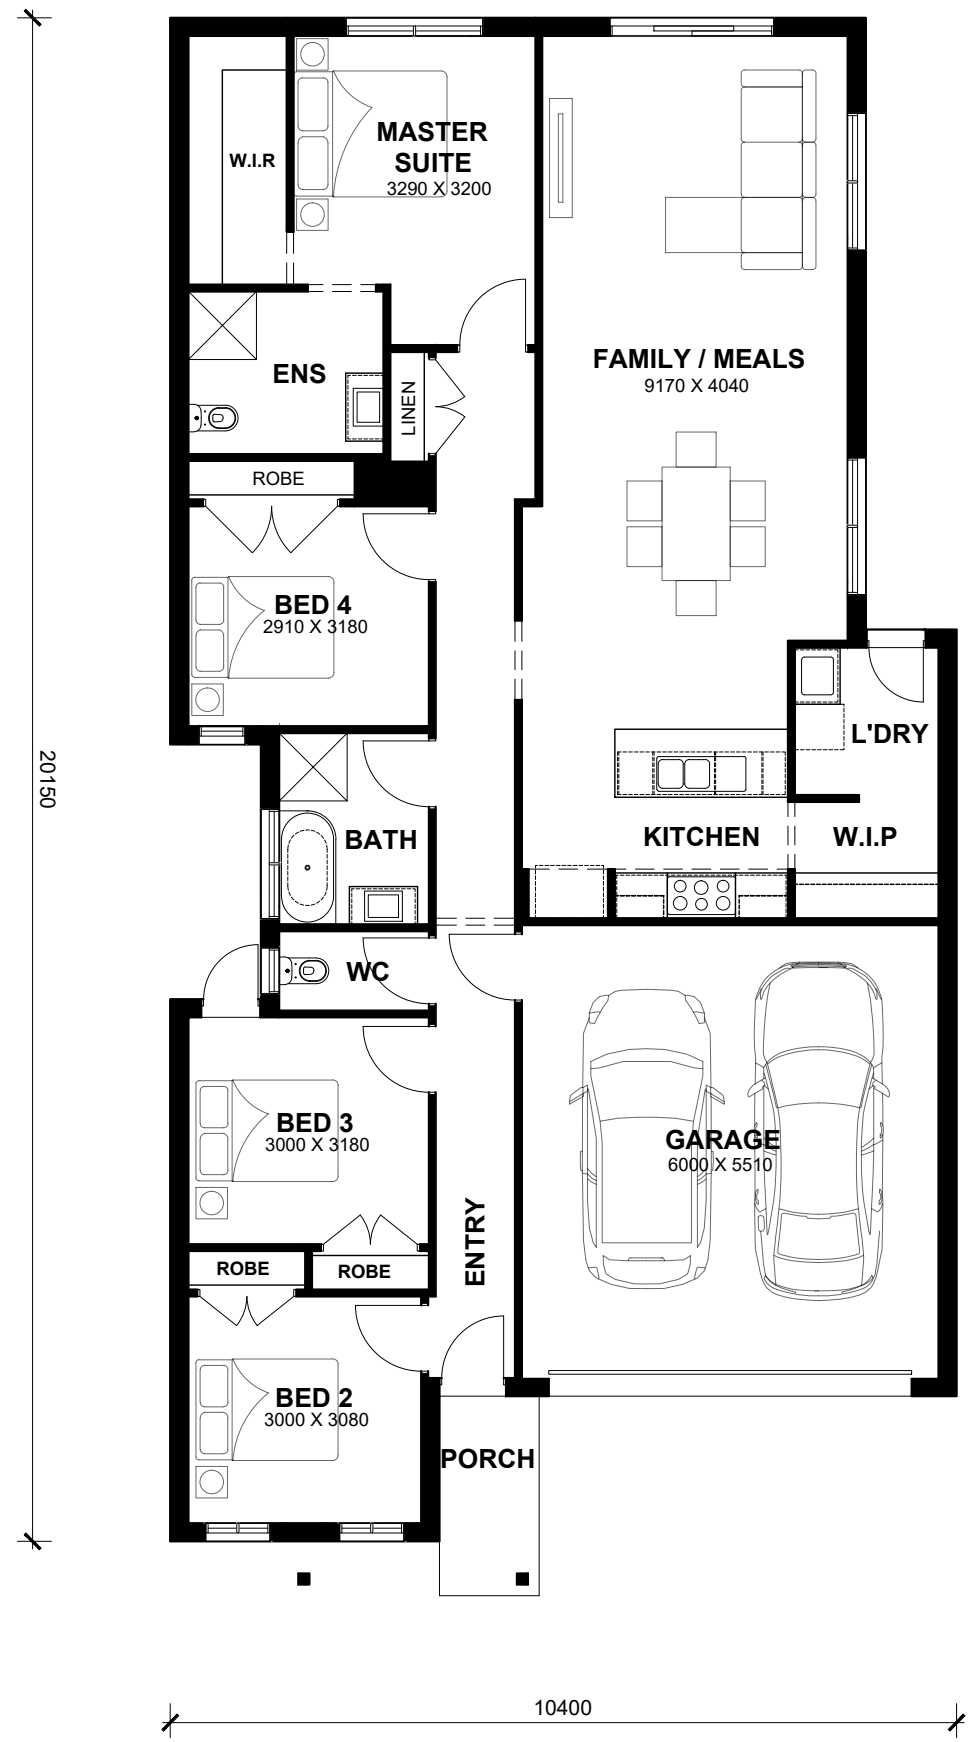 MASTER
SUITE
3290 X 3200
W.I.R
FAMILY / MEALS
9170 X 4040
ENS
LINEN
ROBE
BED 4
2910 X 3180
L'DRY
20150
KITCHEN
W.I.P
BATH
WC
BED 3
3000 X 3180
GARAGE
6000 X 5510
ENTRY
ROBE
ROBE
BED 2
3000 X 3080
PORCH
10400